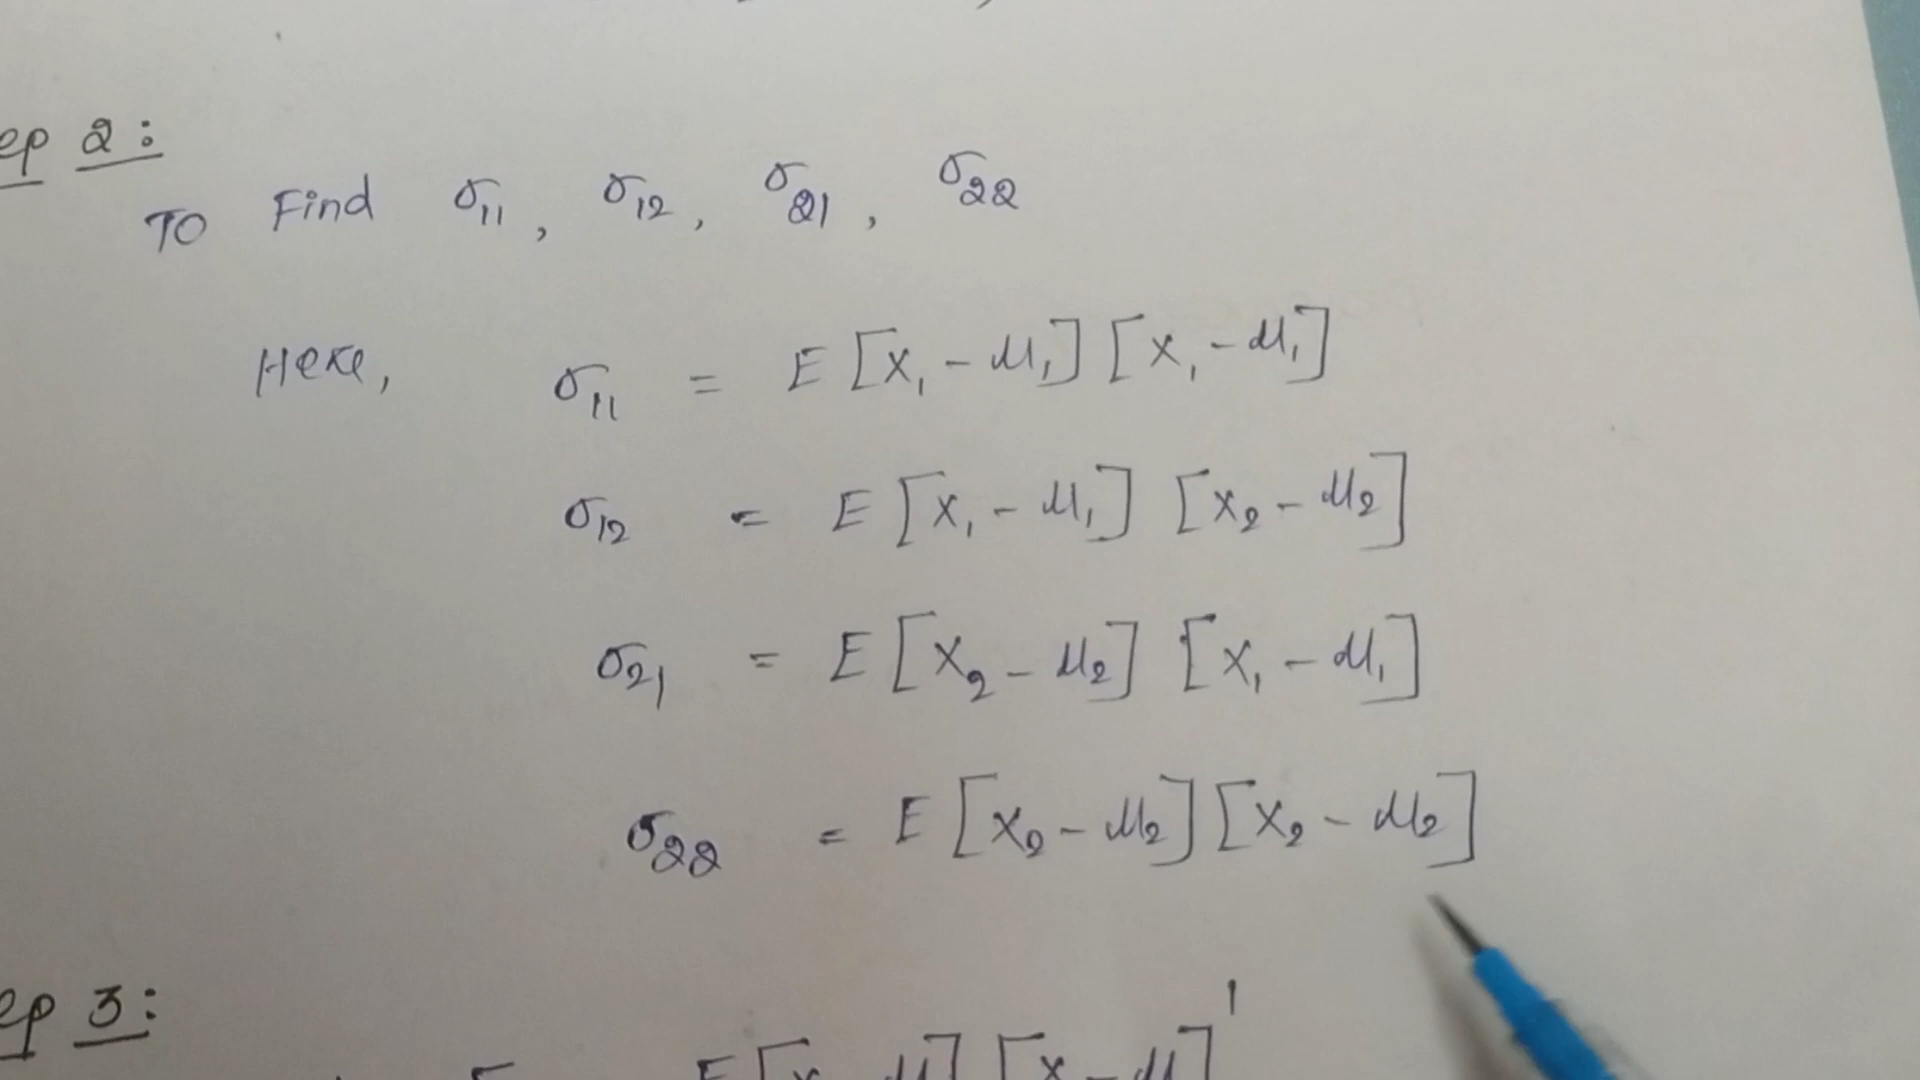 ep 2:
To Find σ₁₁, σ₁₂, σ₂₁, σ₂₂
Here, σ₁₁ = E [X₁ - μ₁] [X₁ - μ₁]
σ₁₂ = E [X₁ - μ₁] [X₂ - μ₂]
σ₂₁ = E [X₂ - μ₂] [X₁ - μ₁]
σ₂₂ = E [X₂ - μ₂] [X₂ - μ₂]
ep 3:
E [X - μ] [X - μ]'